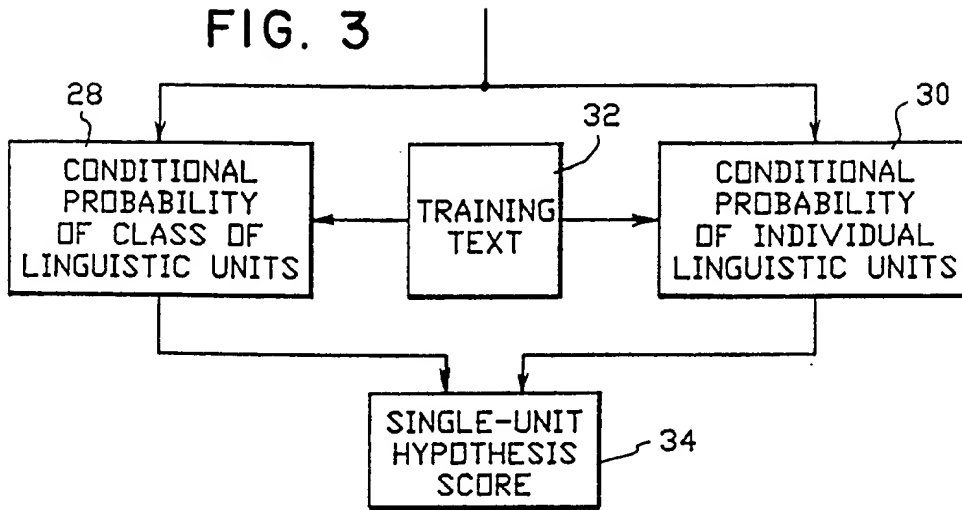 FIG. 3
28
CONDITIONAL
PROBABILITY
OF CLASS OF
LINGUISTIC UNITS
32
TRAINING
TEXT
30
CONDITIONAL
PROBABILITY
OF INDIVIDUAL
LINGUISTIC UNITS
SINGLE-UNIT
HYPOTHESIS
SCORE
34